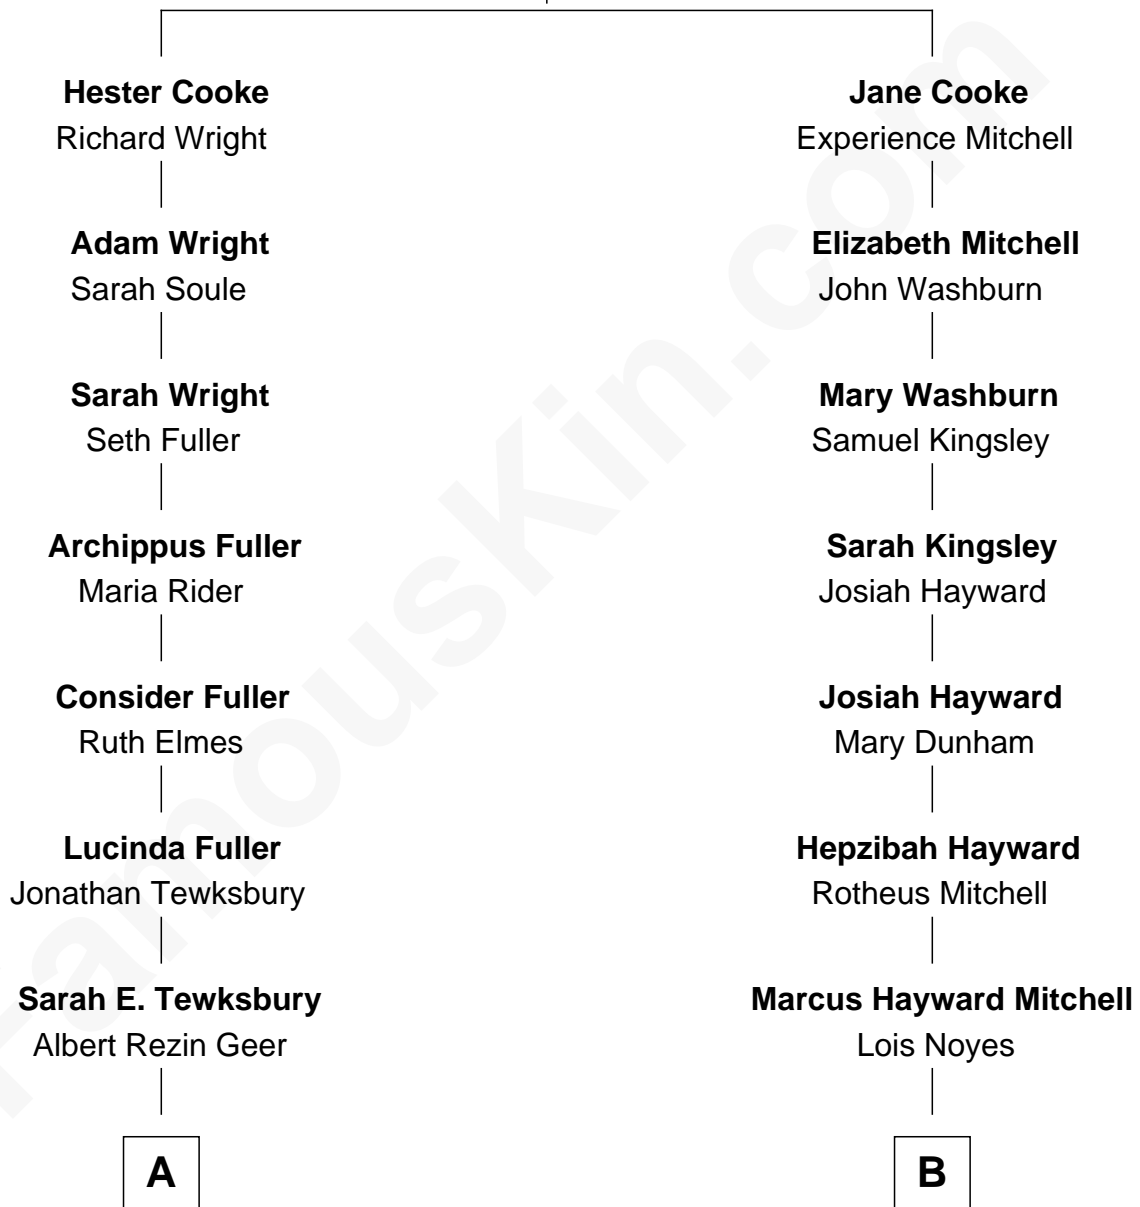 Hester Cooke
Richard Wright
Adam Wright
Sarah Soule
Sarah Wright
Seth Fuller
Archippus Fuller
Maria Rider
Consider Fuller
Ruth Elmes
Lucinda Fuller
Jonathan Tewksbury
Sarah E. Tewksbury
Albert Rezin Geer
A
Jane Cooke
Experience Mitchell
Elizabeth Mitchell
John Washburn
Mary Washburn
Samuel Kingsley
Sarah Kingsley
Josiah Hayward
Josiah Hayward
Mary Dunham
Hepzibah Hayward
Rotheus Mitchell
Marcus Hayward Mitchell
Lois Noyes
B
FamousKin.com